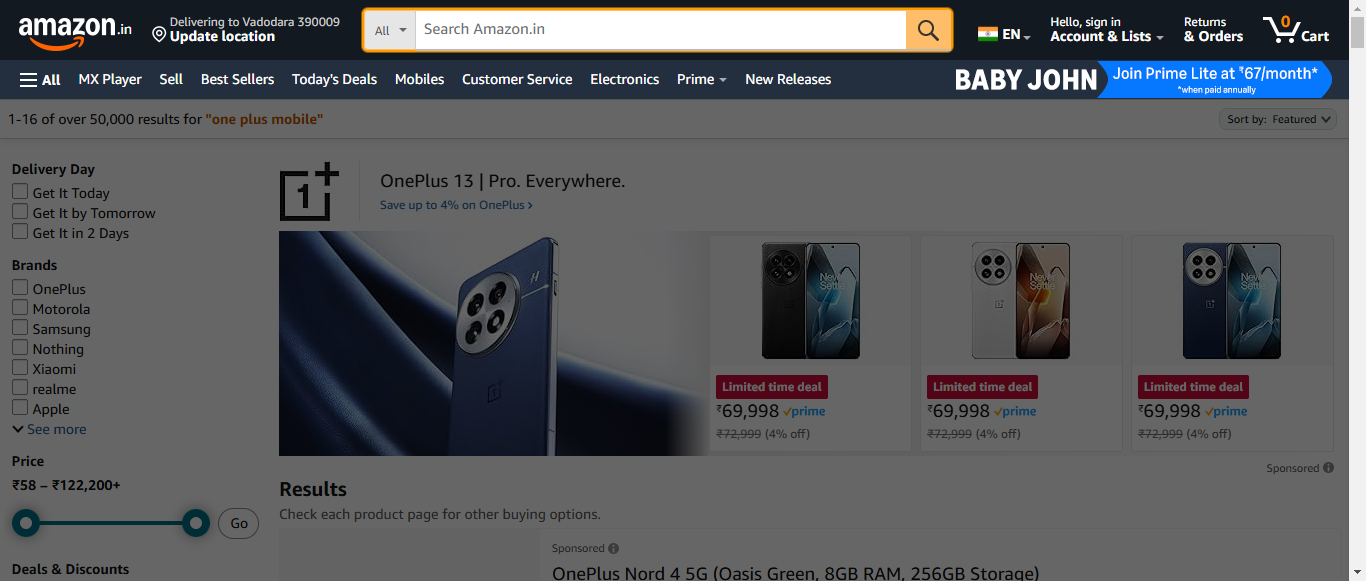 amazon.in
Delivering to Vadodara 390009
Update location
All
Search Amazon.in
EN
Hello, sign in
Account & Lists
Returns
& Orders
0
Cart
All
MX Player
Sell
Best Sellers
Today's Deals
Mobiles
Customer Service
Electronics
Prime
New Releases
BABY JOHN
Join Prime Lite at ₹67/month*
*when paid annually
1-16 of over 50,000 results for "one plus mobile"
Sort by: Featured
Delivery Day
Get It Today
Get It by Tomorrow
Get It in 2 Days
Brands
OnePlus
Motorola
Samsung
Nothing
Xiaomi
realme
Apple
See more
Price
₹58 – ₹122,200+
Go
Deals & Discounts
1+
OnePlus 13 | Pro. Everywhere.
Save up to 4% on OnePlus ›
H
New
Settle
Limited time deal
₹69,998 prime
₹72,999 (4% off)
New
Settle
Limited time deal
₹69,998 prime
₹72,999 (4% off)
New
Settle
Limited time deal
₹69,998 prime
₹72,999 (4% off)
Sponsored
Results
Check each product page for other buying options.
Sponsored
OnePlus Nord 4 5G (Oasis Green, 8GB RAM, 256GB Storage)